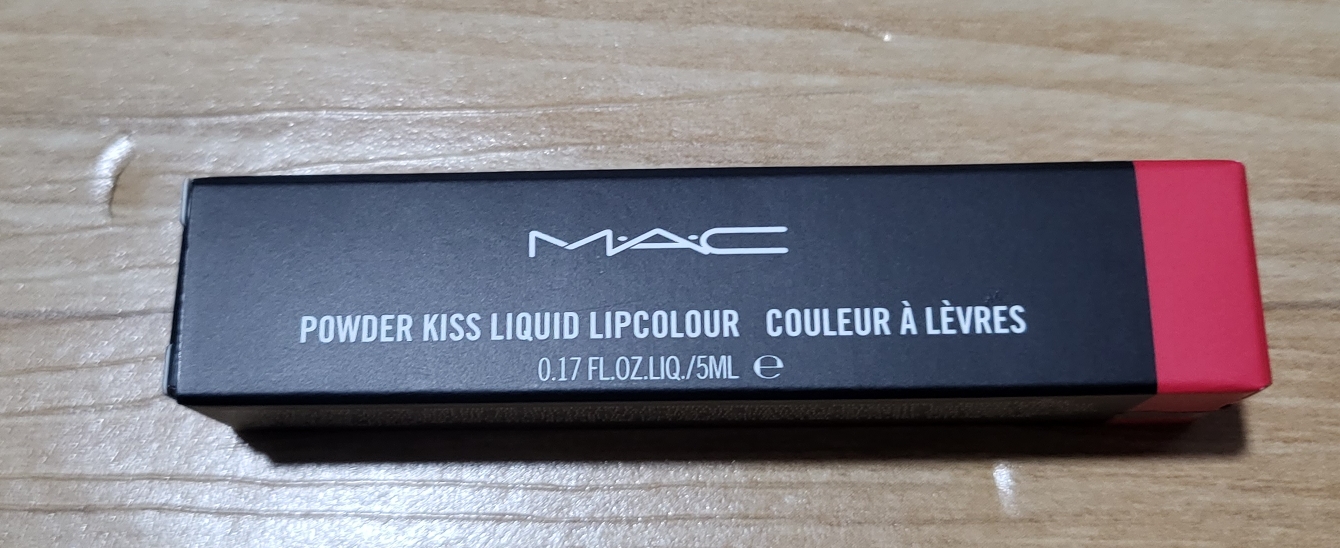 M·A·C
POWDER KISS LIQUID LIPCOLOUR COULEUR À LÈVRES
0.17 FL.OZ.LIQ./5ML ℮